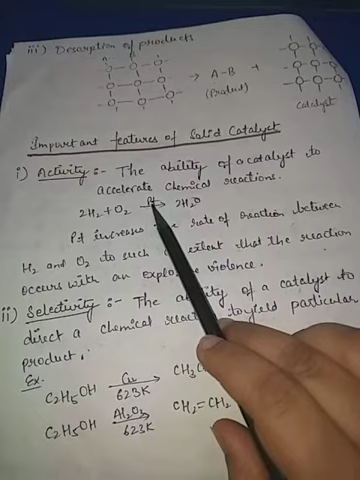 iii) Desorption of products
→ A-B +
(Product)
catalyst
Important features of Solid Catalyst
i) Activity :- The ability of a catalyst to
accelerate chemical reactions.
2H₂ + O₂ → 2H₂O
Pt increases rate of reaction between
H₂ and O₂ to such extent that the reaction
occurs with an explosive violence.
ii) Selectivity :- The ability of a catalyst to
direct a chemical to yield particular
product.
Ex.
C₂H₅OH Cu → 623K
C₂H₅OH Al₂O₃ → 623K CH₂=CH₂